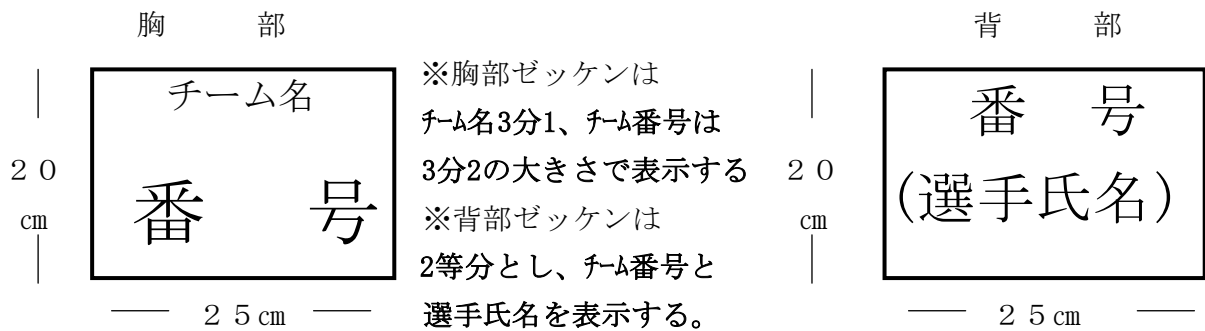 胸　　部
チーム名
番　　号
２０
cm
２５cm
※胸部ゼッケンは
ﾁｰﾑ名3分1、ﾁｰﾑ番号は
3分2の大きさで表示する
※背部ゼッケンは
2等分とし、ﾁｰﾑ番号と
選手氏名を表示する。
背　　部
番　号
(選手氏名)
２０
cm
２５cm